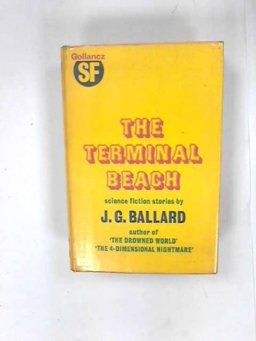 Gollancz
SF
THE
TERMINAL
BEACH
science fiction stories by
J. G. BALLARD
author of
'THE DROWNED WORLD'
'THE 4-DIMENSIONAL NIGHTMARE'